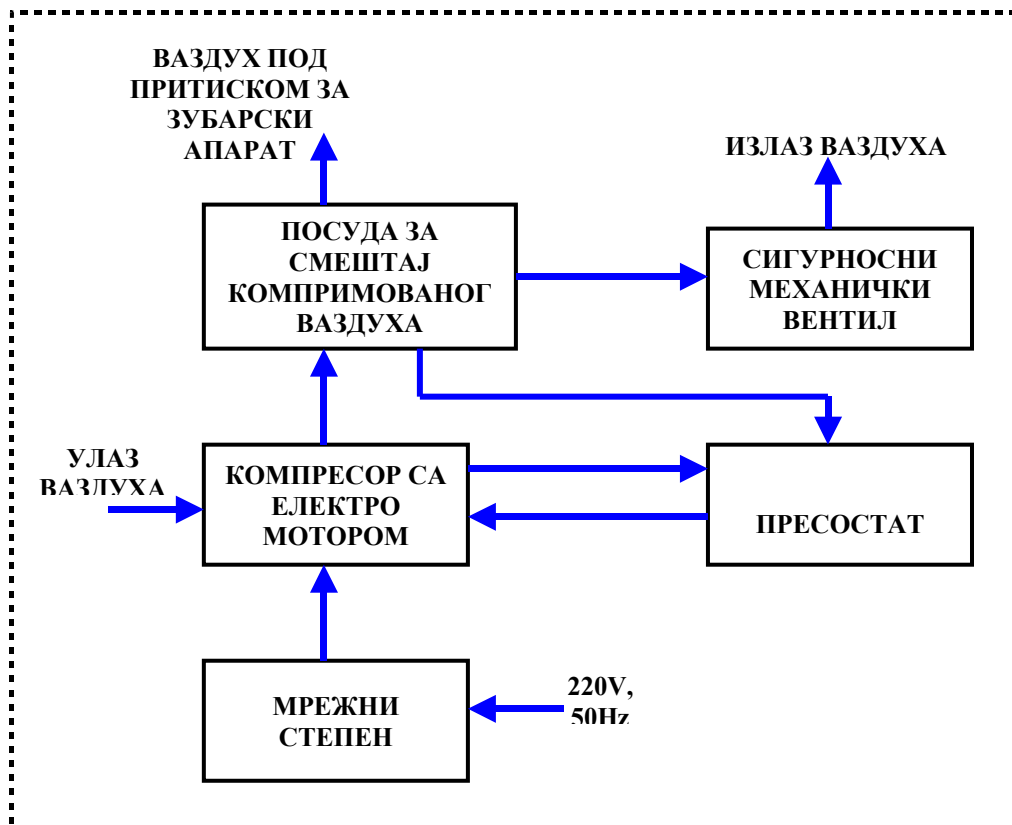 ВАЗДУХ ПОД
ПРИТИСКОМ ЗА
ЗУБАРСКИ
АПАРАТ
ИЗЛАЗ ВАЗДУХА
ПОСУДА ЗА
СМЕШТАЈ
КОМПРИМОВАНОГ
ВАЗДУХА
СИГУРНОСНИ
МЕХАНИЧКИ
ВЕНТИЛ
УЛАЗ
ВАЗДУХА
КОМПРЕСОР СА
ЕЛЕКТРО
МОТОРОМ
ПРЕСОСТАТ
МРЕЖНИ
СТЕПЕН
220V,
50Hz